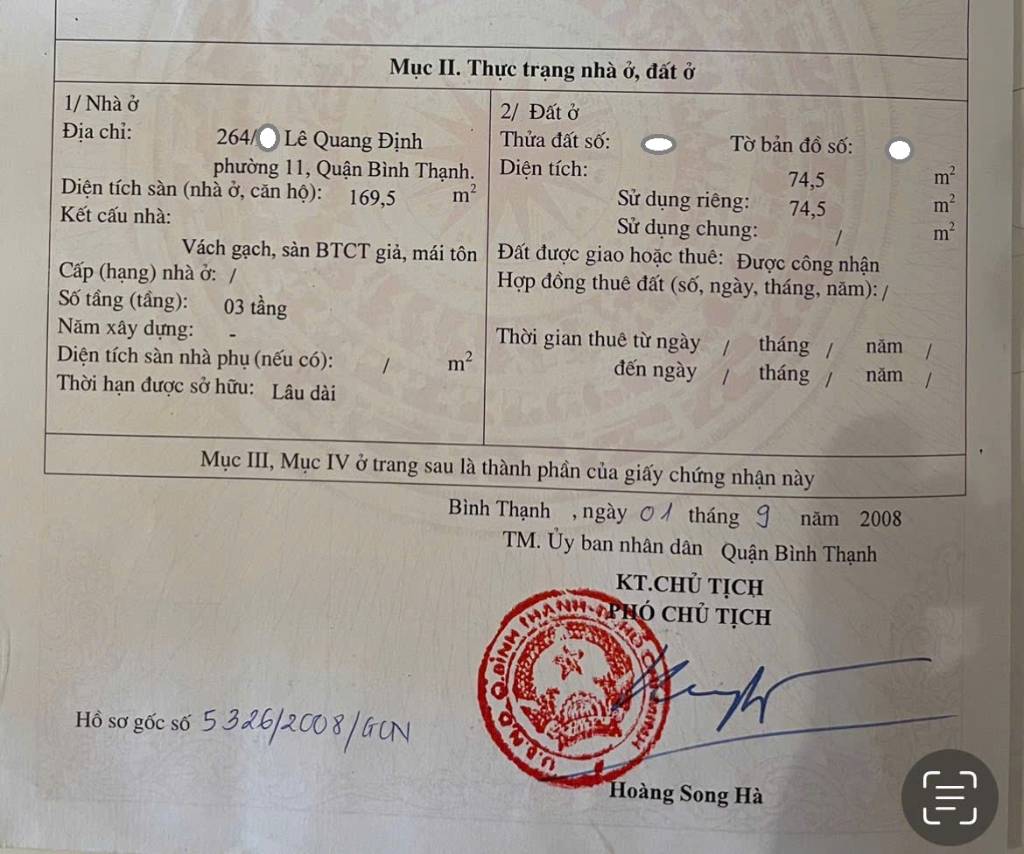 Mục II. Thực trạng nhà ở, đất ở
1/ Nhà ở
Địa chỉ: 264/ Lê Quang Định
phường 11, Quận Bình Thạnh.
Diện tích sàn (nhà ở, căn hộ): 169,5 m²
Kết cấu nhà:
Vách gạch, sàn BTCT giả, mái tôn
Cấp (hạng) nhà ở: /
Số tầng (tầng): 03 tầng
Năm xây dựng: -
Diện tích sàn nhà phụ (nếu có): / m²
Thời hạn được sở hữu: Lâu dài
2/ Đất ở
Thửa đất số: Tờ bản đồ số:
Diện tích: 74,5 m²
Sử dụng riêng: 74,5 m²
Sử dụng chung: / m²
Đất được giao hoặc thuê: Được công nhận
Hợp đồng thuê đất (số, ngày, tháng, năm): /
Thời gian thuê từ ngày / tháng / năm /
đến ngày / tháng / năm /
Mục III, Mục IV ở trang sau là thành phần của giấy chứng nhận này
Bình Thạnh , ngày 01 tháng 9 năm 2008
TM. Ủy ban nhân dân Quận Bình Thạnh
KT.CHỦ TỊCH
PHÓ CHỦ TỊCH
U.B.N.D Q.BÌNH THẠNH-TP.HỒ CHÍ MINH
Hồ sơ gốc số 5326/2008/GCN
Hoàng Song Hà